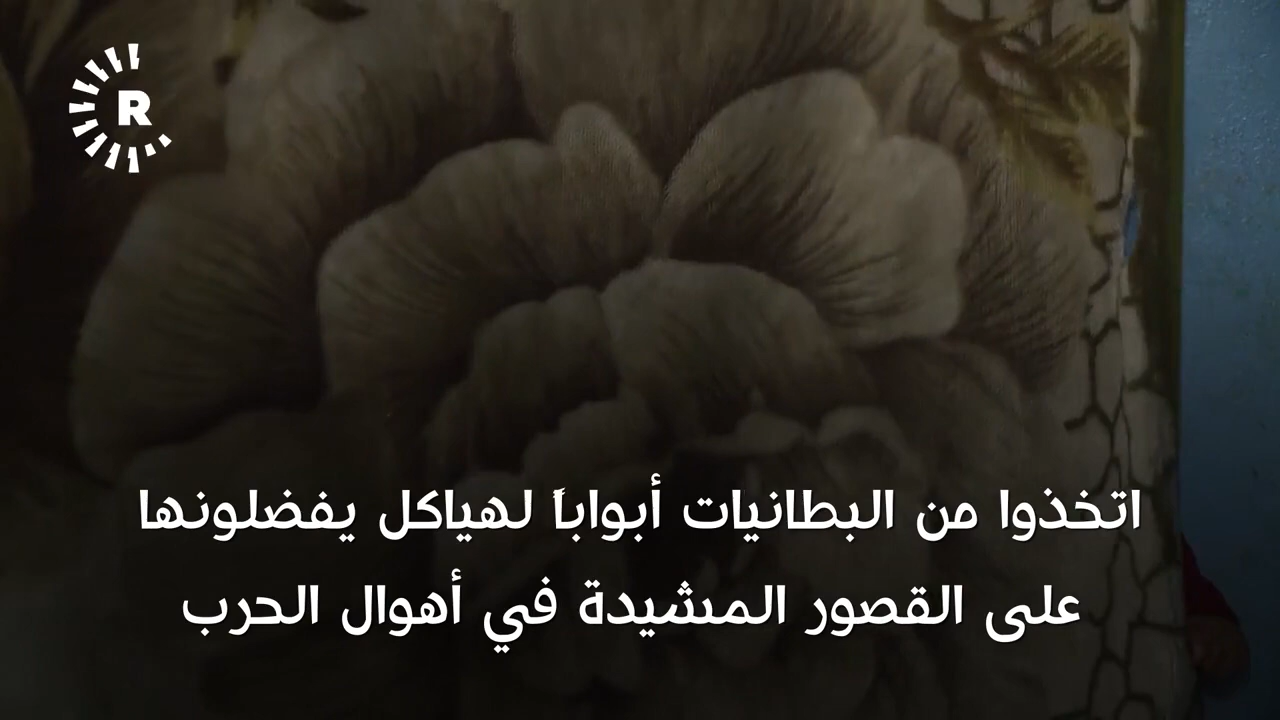 R
اتخذوا من البطانيات أبواباً لهياكل يفضلونها
على القصور المشيدة في أهوال الحرب